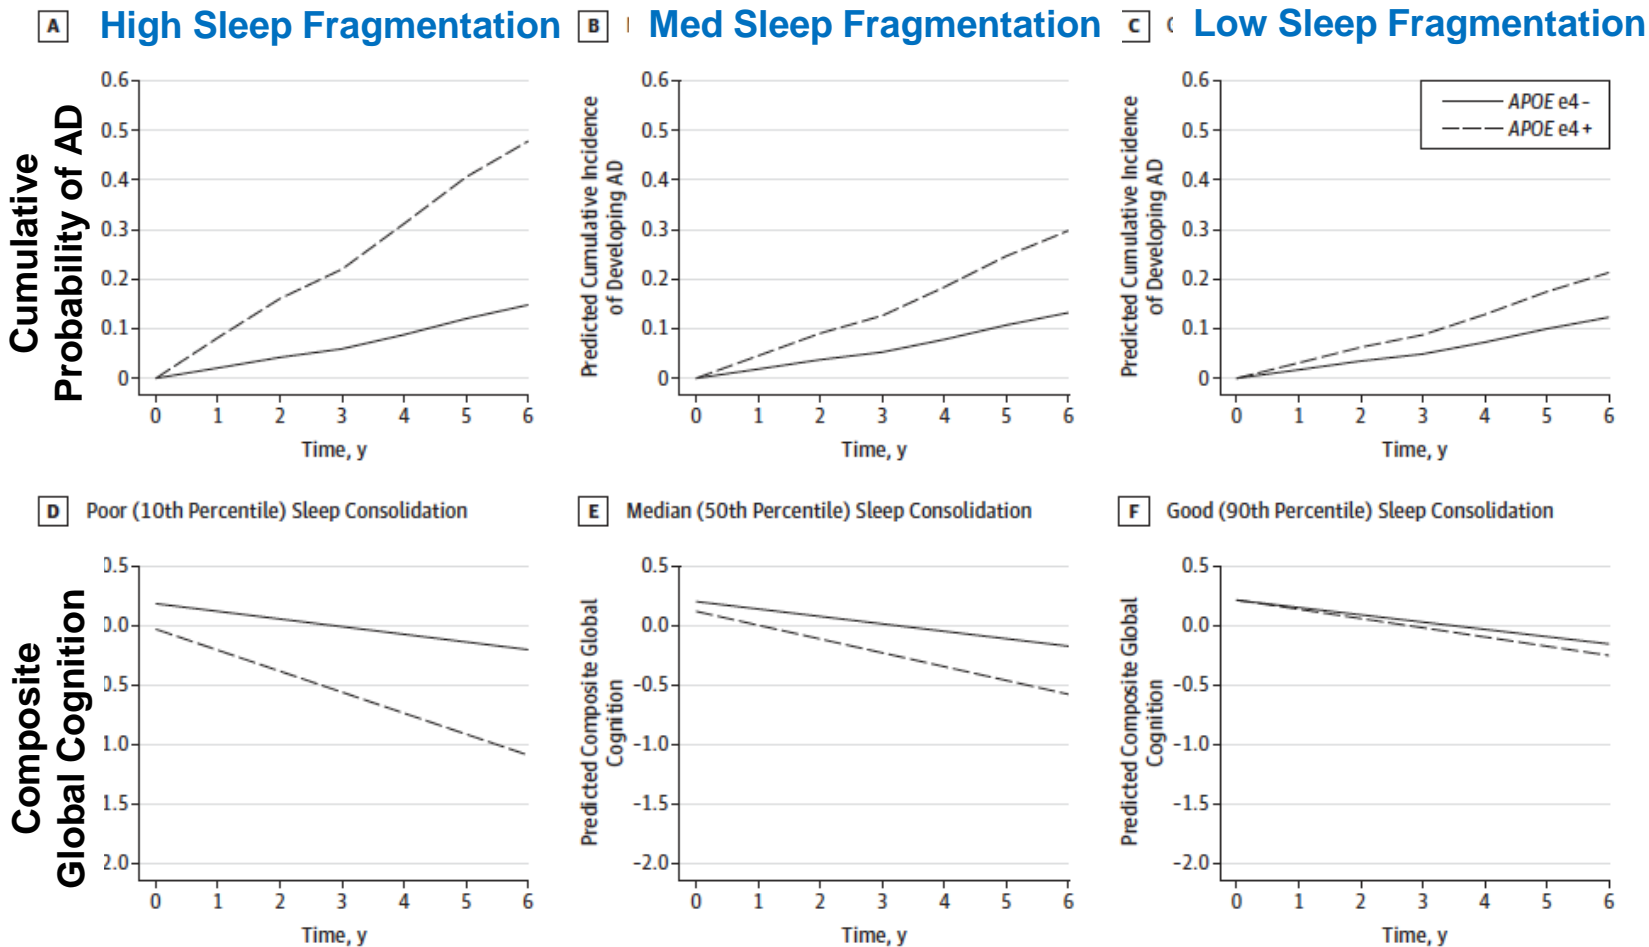 A High Sleep Fragmentation
B Med Sleep Fragmentation
C Low Sleep Fragmentation
Cumulative
Probability of AD
0.6
0.5
0.4
0.3
0.2
0.1
0
0 1 2 3 4 5 6
Time, y
Predicted Cumulative Incidence
of Developing AD
0.6
0.5
0.4
0.3
0.2
0.1
0
0 1 2 3 4 5 6
Time, y
Predicted Cumulative Incidence
of Developing AD
0.6
0.5
0.4
0.3
0.2
0.1
0
0 1 2 3 4 5 6
Time, y
APOE e4-
APOE e4+
D Poor (10th Percentile) Sleep Consolidation
E Median (50th Percentile) Sleep Consolidation
F Good (90th Percentile) Sleep Consolidation
Composite
Global Cognition
0.5
0.0
0.5
1.0
1.5
2.0
0 1 2 3 4 5 6
Time, y
Predicted Composite Global
Cognition
0.5
0.0
-0.5
-1.0
-1.5
-2.0
0 1 2 3 4 5 6
Time, y
Predicted Composite Global
Cognition
0.5
0.0
-0.5
-1.0
-1.5
-2.0
0 1 2 3 4 5 6
Time, y